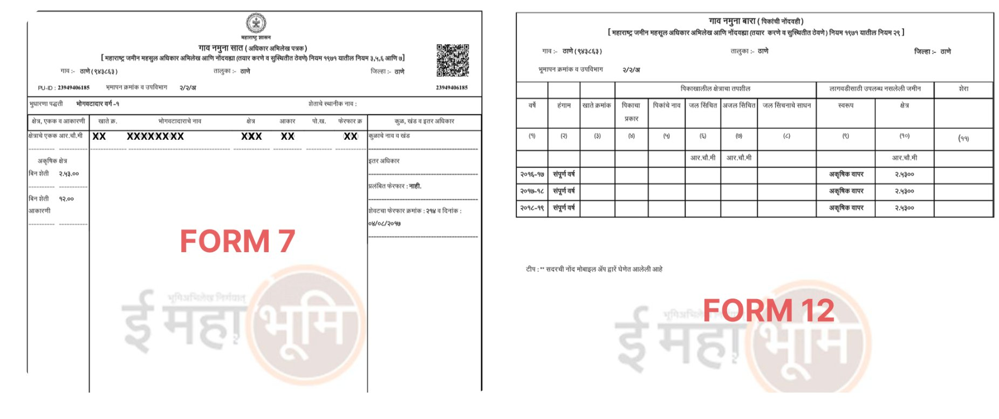 महाराष्ट्र शासन
गाव नमुना सात ( अधिकार अभिलेख पत्रक )
[ महाराष्ट्र जमीन महसुल अधिकार अभिलेख आणि नोंदवह्या (तयार करणे व सुस्थितीत ठेवणे) नियम १९७१ यातील नियम ३,५,६ आणि ७]
गाव :- ठाणे ( ९४३८६३ ) तालुका :- ठाणे जिल्हा :- ठाणे
PU-ID : 23949406185 भूमापन क्रमांक व उपविभाग २/२/अ 23949406185
भुधारणा पद्धती भोगवटादार वर्ग -१ शेताचे स्थानीक नाव :
क्षेत्र, एकक व आकारणी खाते क्र. भोगवटादाराचे नाव क्षेत्र आकार पो.ख. फेरफार क्र कुळ, खंड व इतर अधिकार
क्षेत्राचे एकक आर.चौ.मी XX XXXXXXXX XXX XX XX कुळाचे नाव व खंड
अकृषिक क्षेत्र इतर अधिकार
बिन शेती २.५३.००
प्रलंबित फेरफार : नाही.
बिन शेती १२.००
आकारणी शेवटचा फेरफार क्रमांक : २१४ व दिनांक :
०४/०८/२०१७
FORM 7
भूमिअभिलेख निर्णयात्
ई महाभूमि
गाव नमुना बारा ( पिकांची नोंदवही )
[ महाराष्ट्र जमीन महसूल अधिकार अभिलेख आणि नोंदवह्या (तयार करणे व सुस्थितीत ठेवणे ) नियम १९७१ यातील नियम २९ ]
गाव :- ठाणे ( ९४३८६३ ) तालुका :- ठाणे जिल्हा :- ठाणे
भूमापन क्रमांक व उपविभाग २/२/अ
पिकाखालील क्षेत्राचा तपशील लागवडीसाठी उपलब्ध नसलेली जमीन शेरा
वर्षे हंगाम खाते क्रमांक पिकाचा प्रकार पिकांचे नाव जल सिंचित अजल सिंचित जल सिंचनाचे साधन स्वरूप क्षेत्र
(१) (२) (३) (४) (५) (६) (७) (८) (९) (१०) (११)
आर.चौ.मी आर.चौ.मी आर.चौ.मी
२०१६-१७ संपूर्ण वर्ष अकृषिक वापर २.५३००
२०१७-१८ संपूर्ण वर्ष अकृषिक वापर २.५३००
२०१८-१९ संपूर्ण वर्ष अकृषिक वापर २.५३००
टीप : ** सदरची नोंद मोबाइल ॲप द्वारें घेणेत आलेली आहे
FORM 12
ई महाभूमि